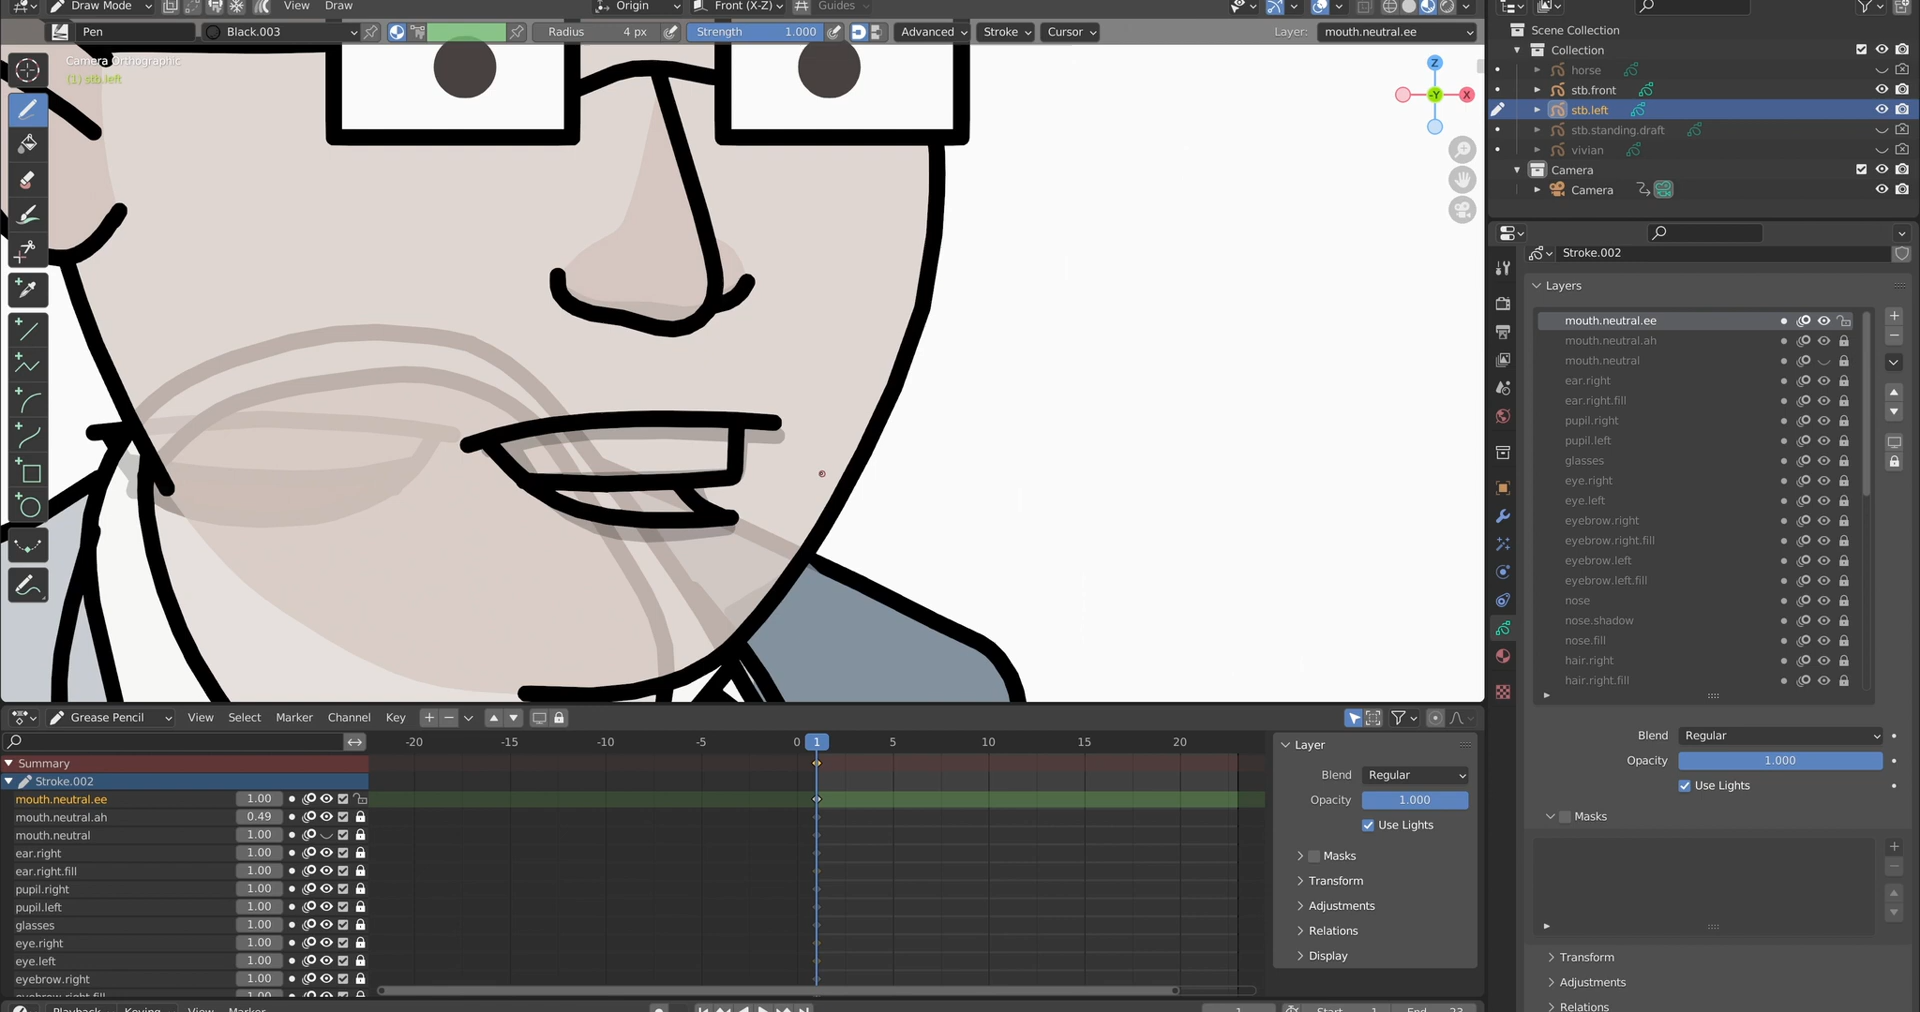 Draw Mode View Draw Origin Front (X-Z) Guides
Pen Black.003 Radius 4 px Strength 1.000 Advanced Stroke Cursor Layer: mouth.neutral.ee
Camera Orthographic
(1) stb.left
Z
-Y
X
Scene Collection
Collection
horse
stb.front
stb.left
stb.standing.draft
vivian
Camera
Camera
Stroke.002
Layers
mouth.neutral.ee
mouth.neutral.ah
mouth.neutral
ear.right
ear.right.fill
pupil.right
pupil.left
glasses
eye.right
eye.left
eyebrow.right
eyebrow.right.fill
eyebrow.left
eyebrow.left.fill
nose
nose.shadow
nose.fill
hair.right
hair.right.fill
Blend Regular
Opacity 1.000
Use Lights
Masks
Transform
Adjustments
Relations
Grease Pencil View Select Marker Channel Key
-20 -15 -10 -5 0 1 5 10 15 20
Summary
Stroke.002
mouth.neutral.ee 1.00
mouth.neutral.ah 0.49
mouth.neutral 1.00
ear.right 1.00
ear.right.fill 1.00
pupil.right 1.00
pupil.left 1.00
glasses 1.00
eye.right 1.00
eye.left 1.00
eyebrow.right 1.00
eyebrow.right.fill 1.00
Layer
Blend Regular
Opacity 1.000
Use Lights
Masks
Transform
Adjustments
Relations
Display
Playback Keying View Marker 1 Start 1 End 23